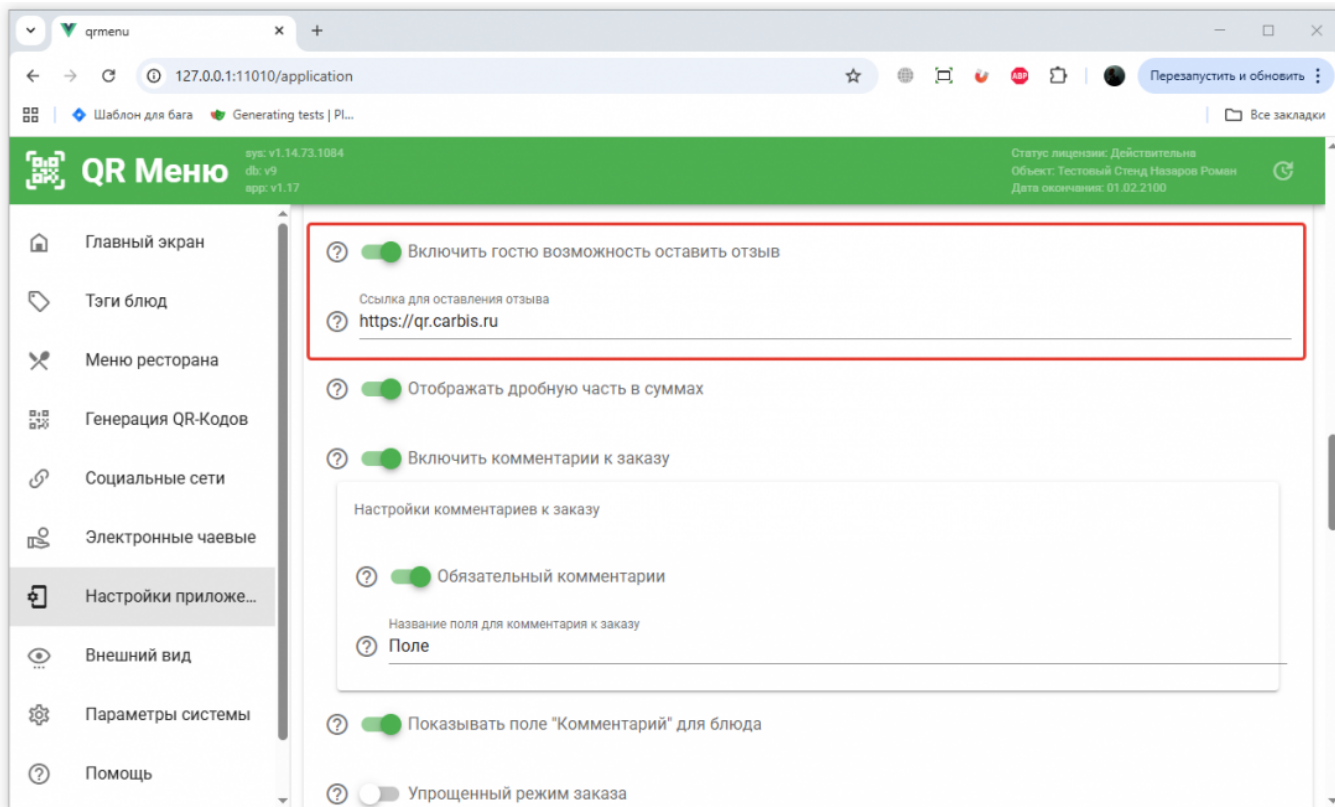 qrmenu
127.0.0.1:11010/application
ABP
Перезапустить и обновить
Шаблон для бага
Generating tests | Pl...
Все закладки
QR Меню
sys: v1.14.73.1084
db: v9
app: v1.17
Статус лицензии: Действительна
Объект: Тестовый Стенд Назаров Роман
Дата окончания: 01.02.2100
Главный экран
Тэги блюд
Меню ресторана
Генерация QR-Кодов
Социальные сети
Электронные чаевые
Настройки приложе...
Внешний вид
Параметры системы
Помощь
Включить гостю возможность оставить отзыв
Ссылка для оставления отзыва
https://qr.carbis.ru
Отображать дробную часть в суммах
Включить комментарии к заказу
Настройки комментариев к заказу
Обязательный комментарии
Название поля для комментария к заказу
Поле
Показывать поле "Комментарий" для блюда
Упрощенный режим заказа